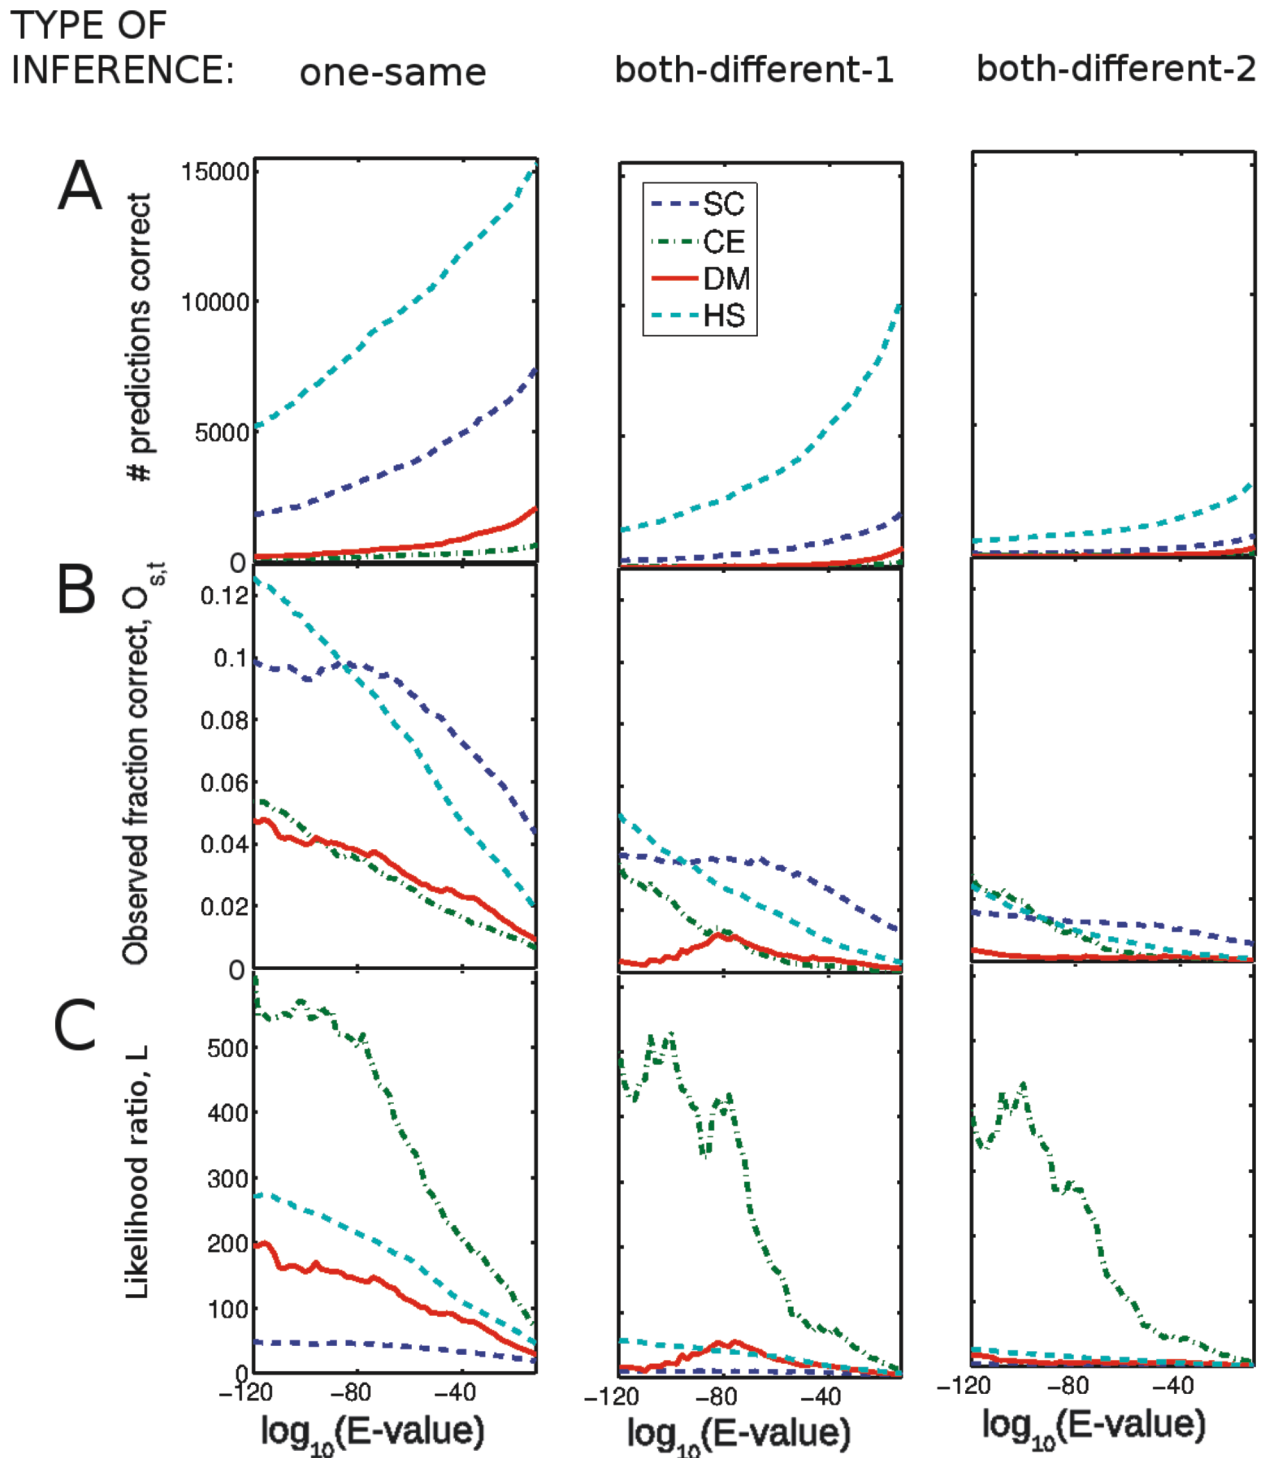 TYPE OF
INFERENCE:
one-same
both-different-1
both-different-2
A
# predictions correct
15000
10000
5000
0
SC
CE
DM
HS
B
Observed fraction correct, O_s,t
0.12
0.1
0.08
0.06
0.04
0.02
0
C
Likelihood ratio, L
500
400
300
200
100
0
−120
−80
−40
−120
−80
−40
−120
−80
−40
log10(E-value)
log10(E-value)
log10(E-value)